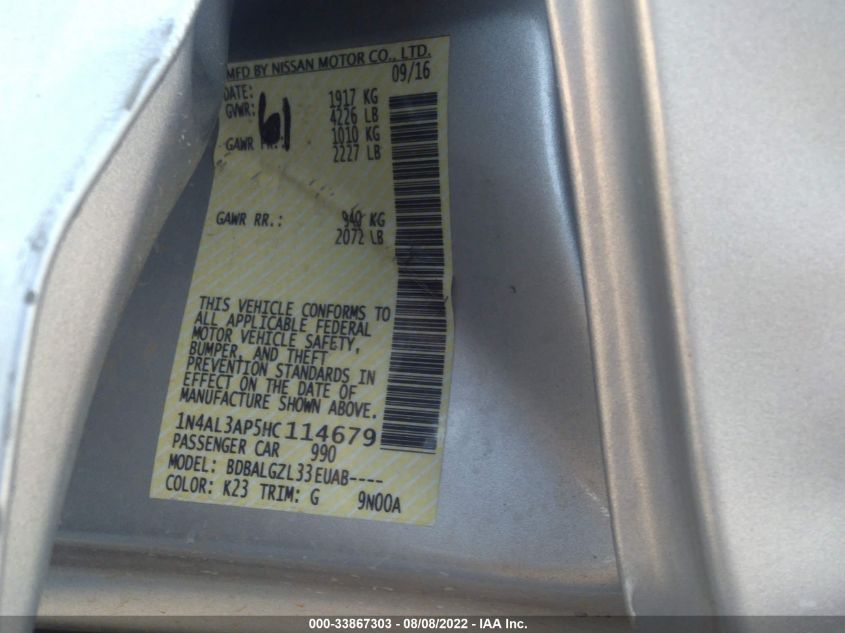 MFD BY NISSAN MOTOR CO., LTD.
DATE: 09/16
GVWR: 1917 KG
4226 LB
GAWR FR.: 1010 KG
2227 LB
61
GAWR RR.: 940 KG
2072 LB
THIS VEHICLE CONFORMS TO
ALL APPLICABLE FEDERAL
MOTOR VEHICLE SAFETY,
BUMPER, AND THEFT
PREVENTION STANDARDS IN
EFFECT ON THE DATE OF
MANUFACTURE SHOWN ABOVE.
1N4AL3AP5HC114679
PASSENGER CAR 990
MODEL: BDBALGZL33EUAB----
COLOR: K23 TRIM: G 9N00A
000-33867303 - 08/08/2022 - IAA Inc.